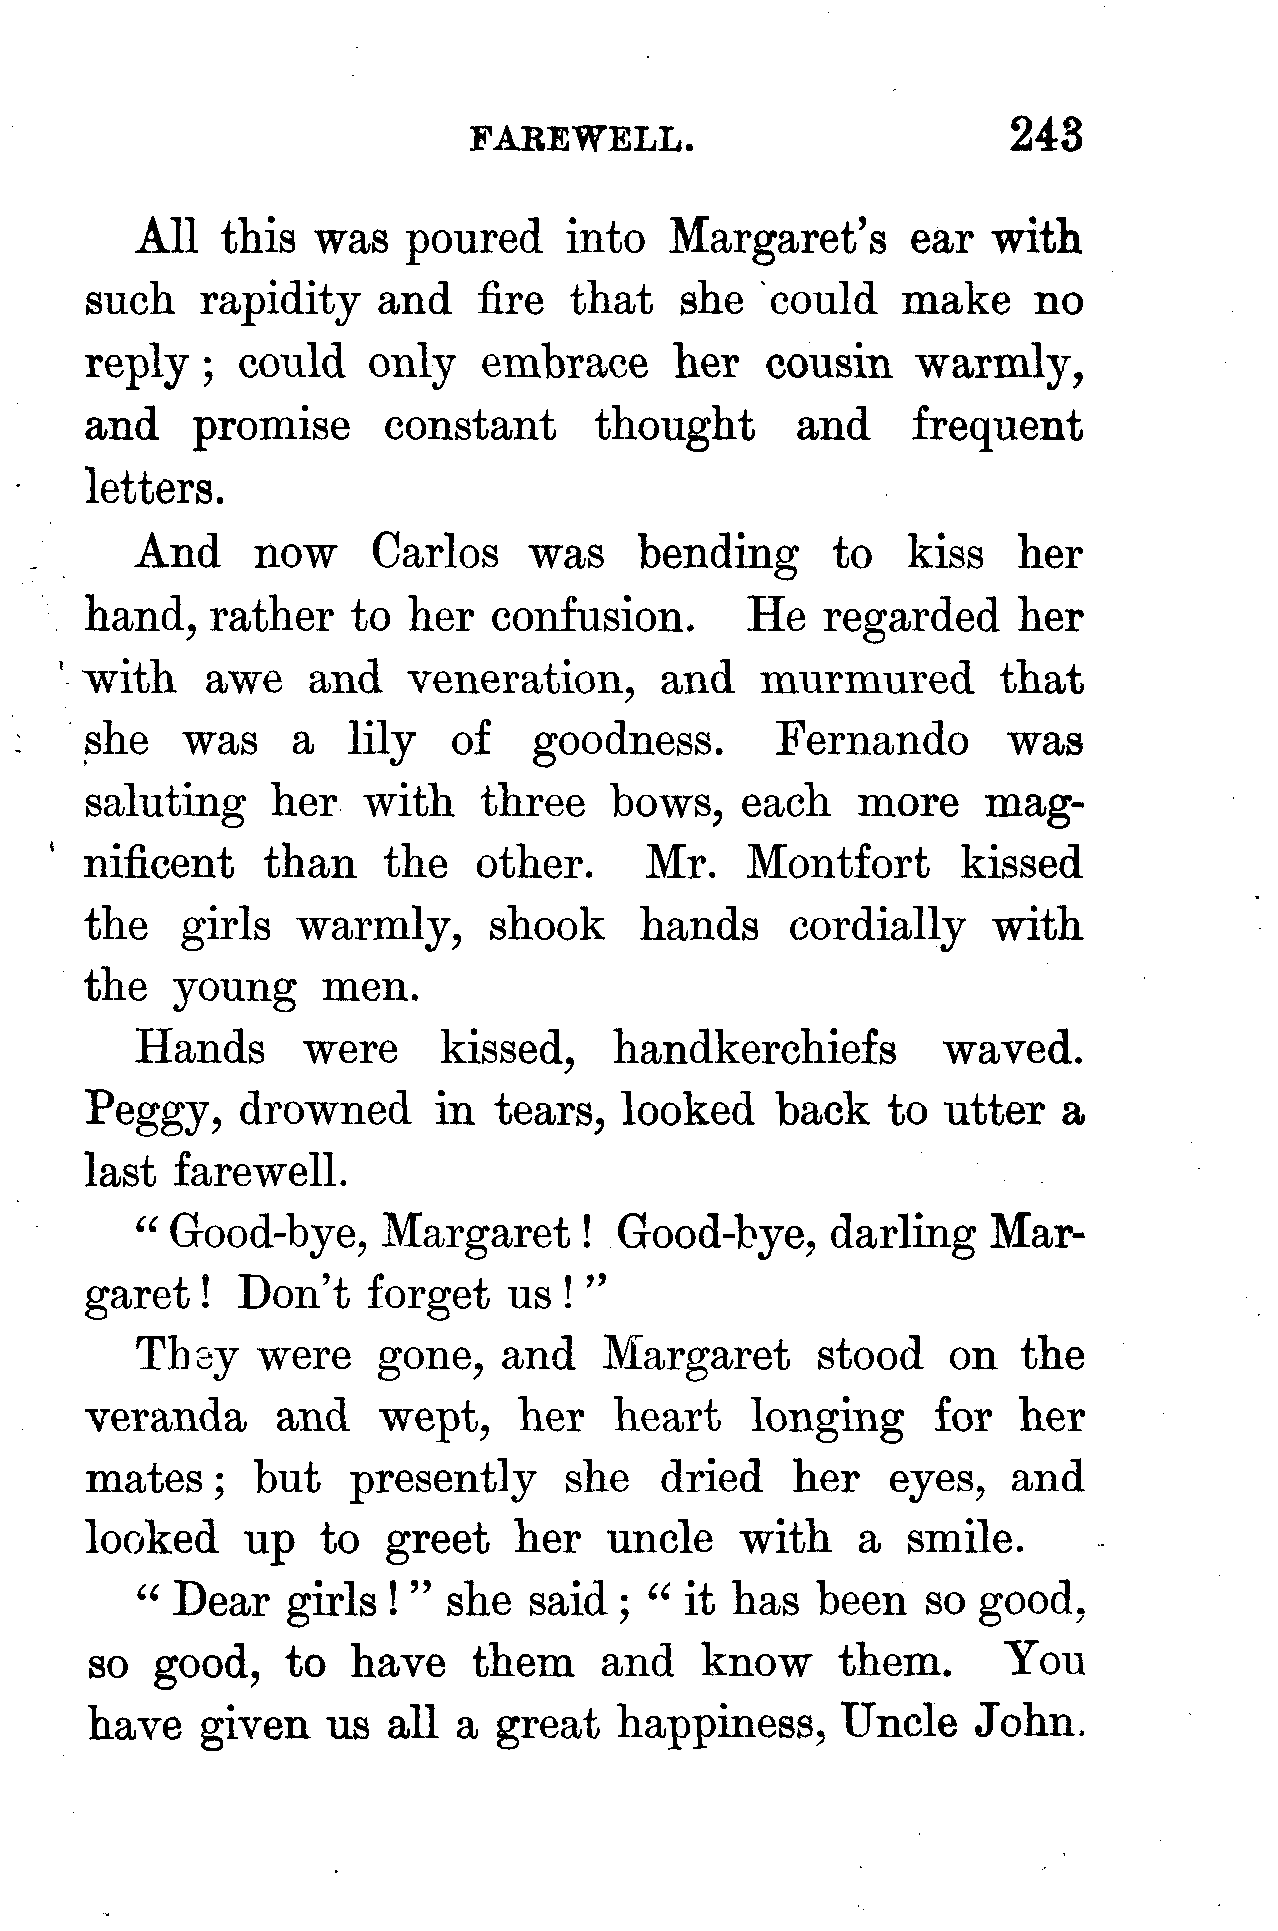 FAREWELL. 243
All this was poured into Margaret's ear with
such rapidity and fire that she could make no
reply ; could only embrace her cousin warmly,
and promise constant thought and frequent
letters.
And now Carlos was bending to kiss her
hand, rather to her confusion. He regarded her
with awe and veneration, and murmured that
she was a lily of goodness. Fernando was
saluting her with three bows, each more mag-
nificent than the other. Mr. Montfort kissed
the girls warmly, shook hands cordially with
the young men.
Hands were kissed, handkerchiefs waved.
Peggy, drowned in tears, looked back to utter a
last farewell.
“ Good-bye, Margaret ! Good-bye, darling Mar-
garet ! Don't forget us ! ”
They were gone, and Margaret stood on the
veranda and wept, her heart longing for her
mates ; but presently she dried her eyes, and
looked up to greet her uncle with a smile.
“ Dear girls ! ” she said ; “ it has been so good,
so good, to have them and know them. You
have given us all a great happiness, Uncle John.